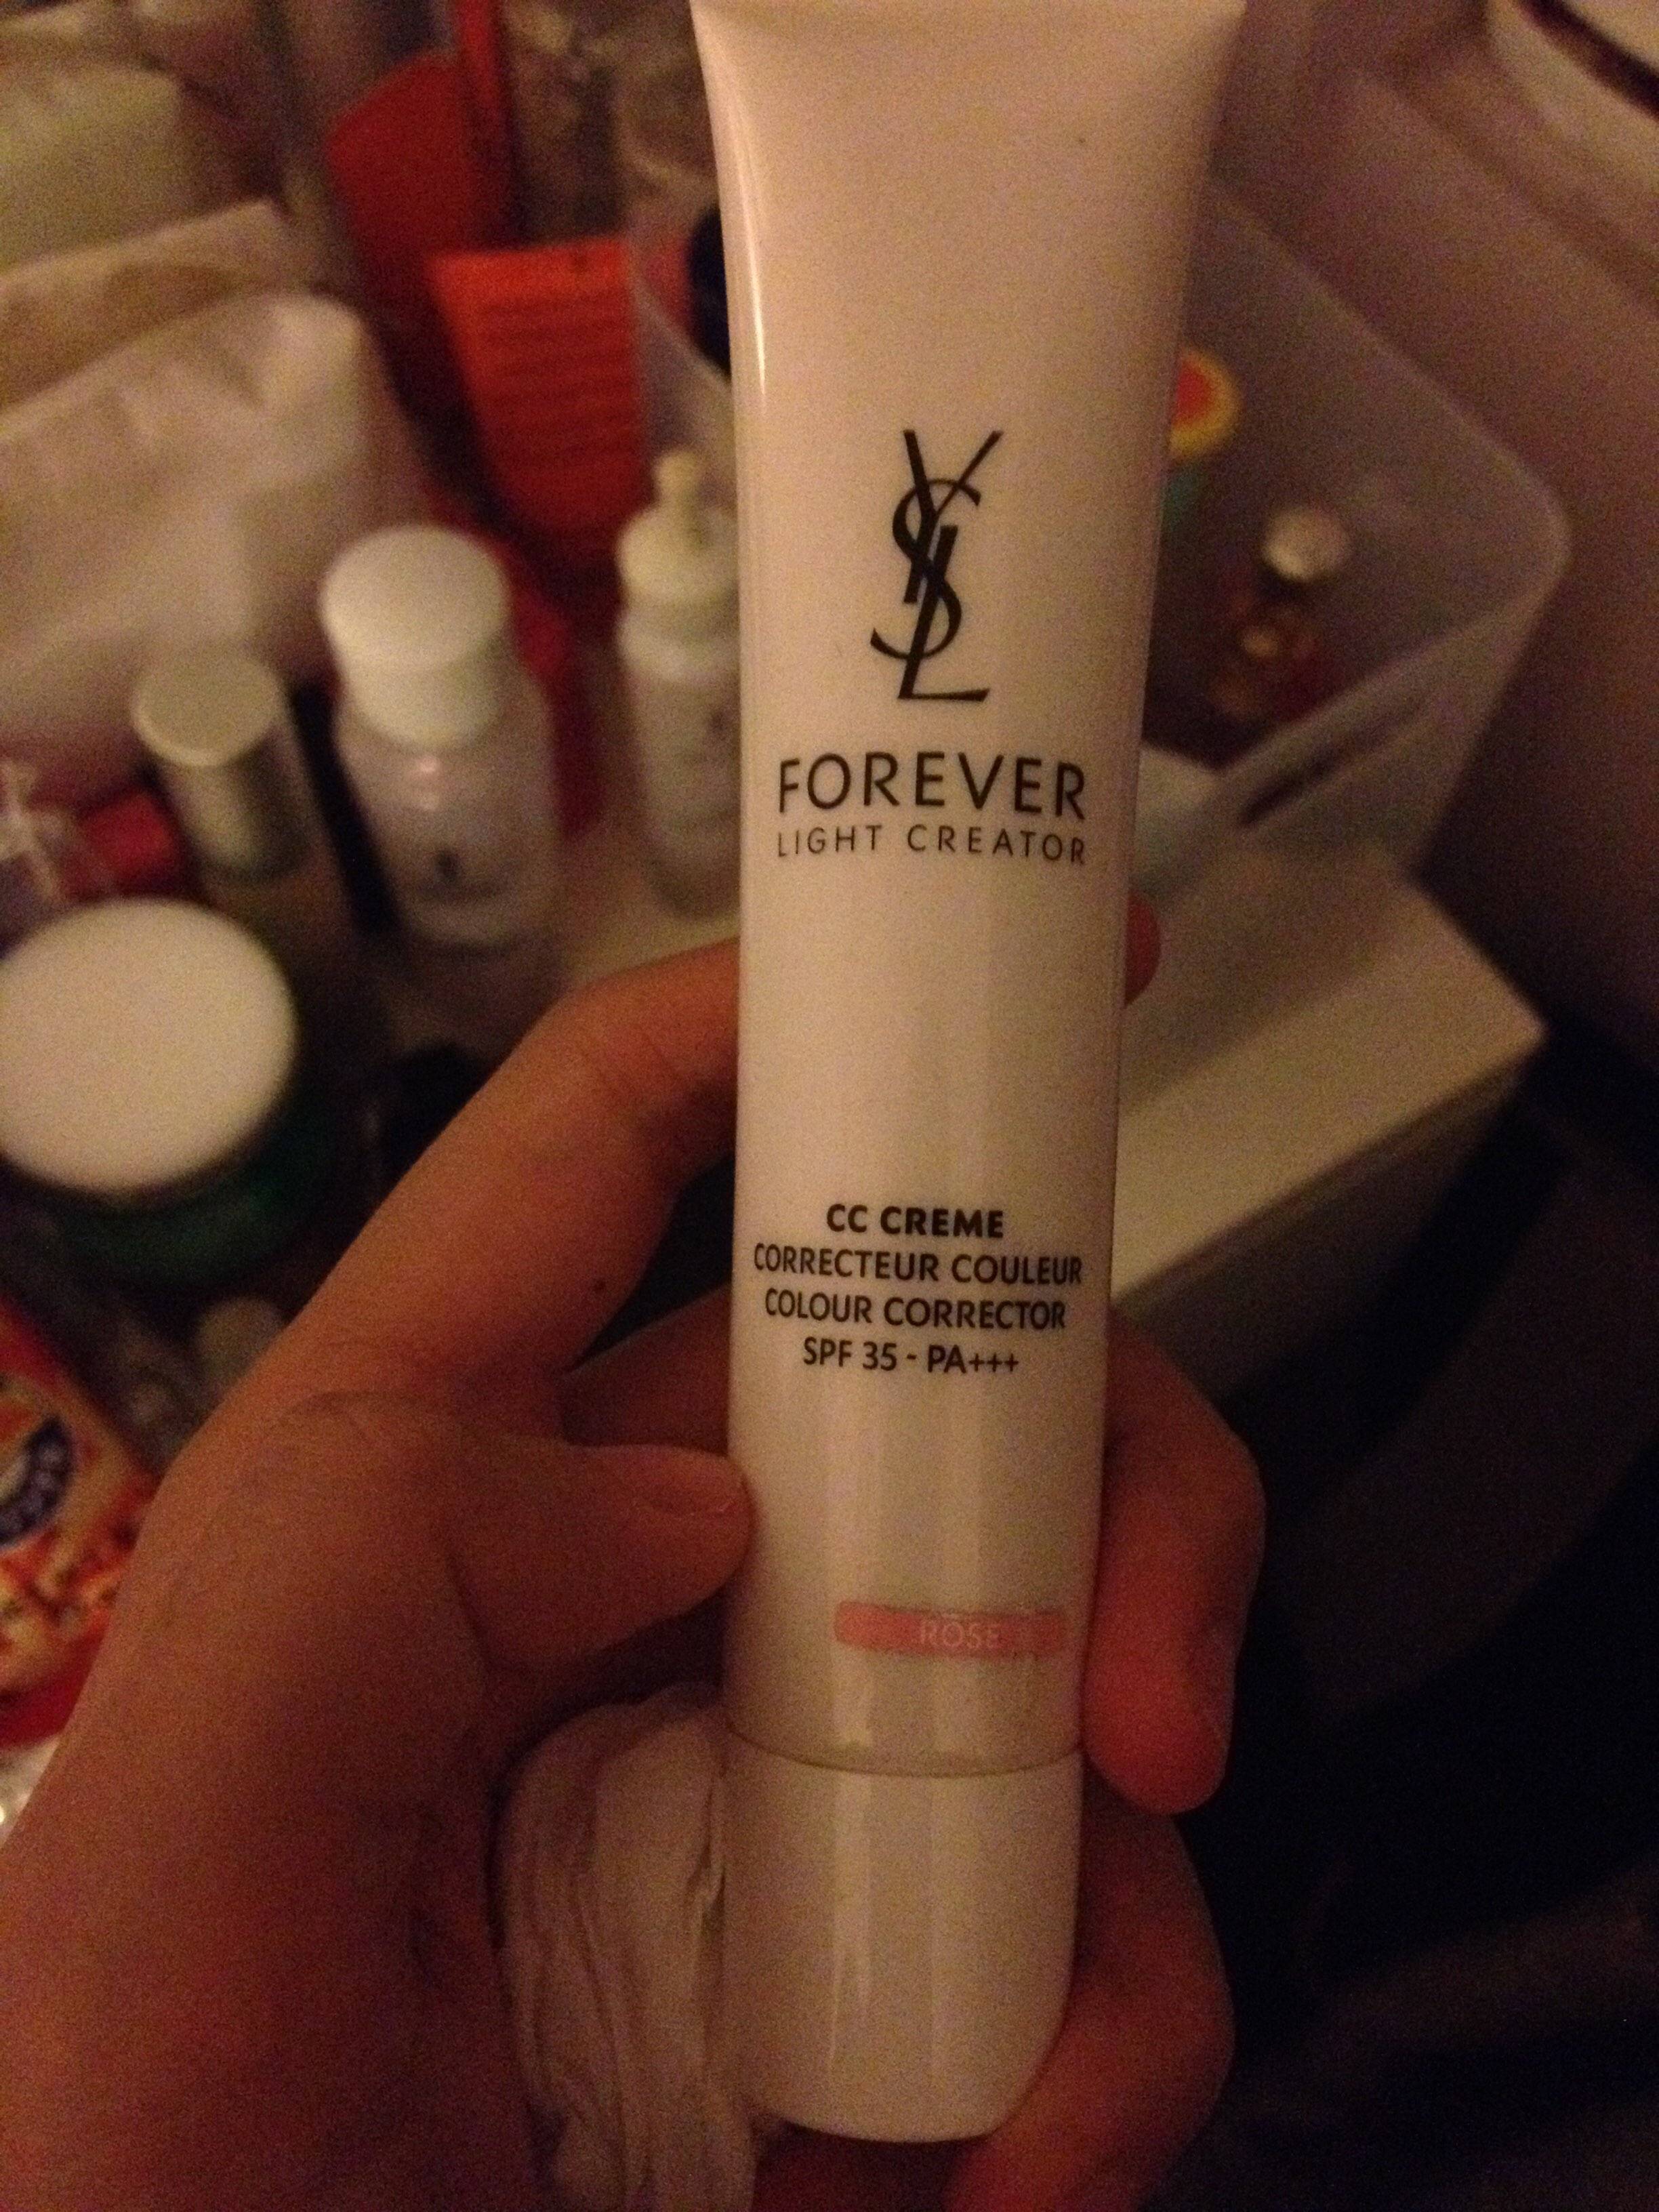 YSL
FOREVER
LIGHT CREATOR
CC CREME
CORRECTEUR COULEUR
COLOUR CORRECTOR
SPF 35 - PA+++
ROSE